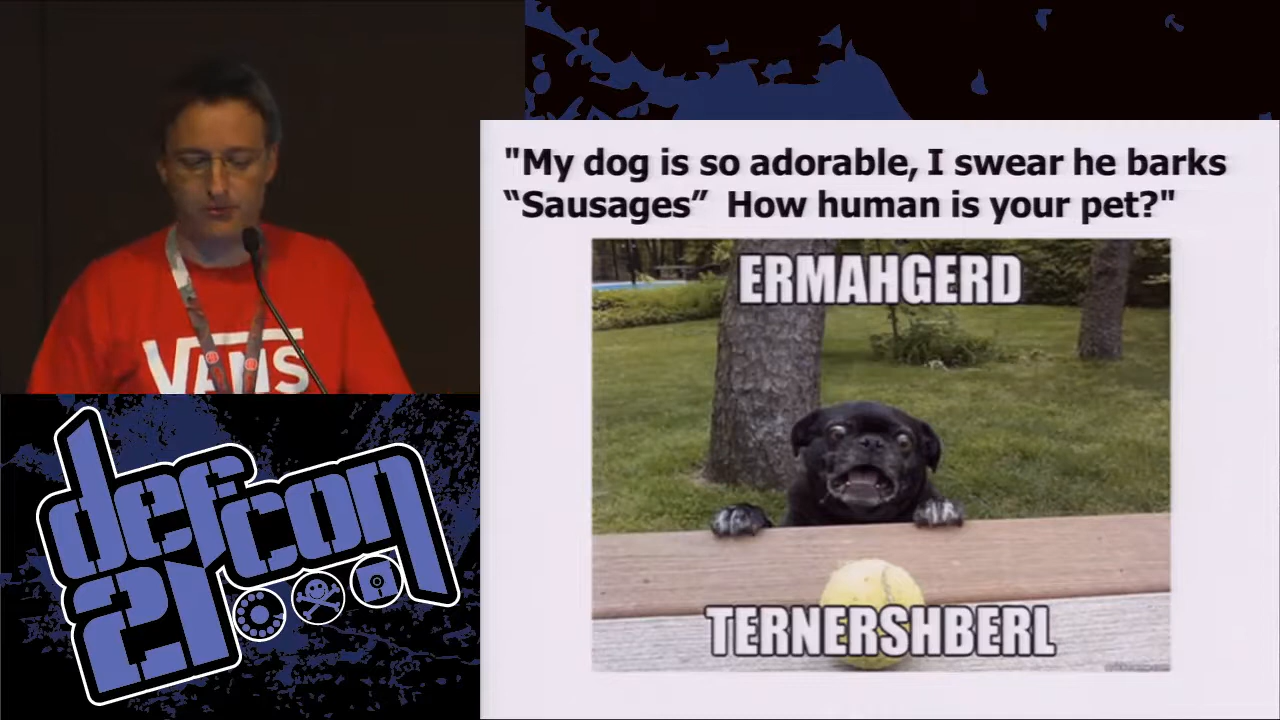 "My dog is so adorable, I swear he barks
“Sausages”  How human is your pet?"
ERMAHGERD
TERNERSHBERL
VANS
defcon
21